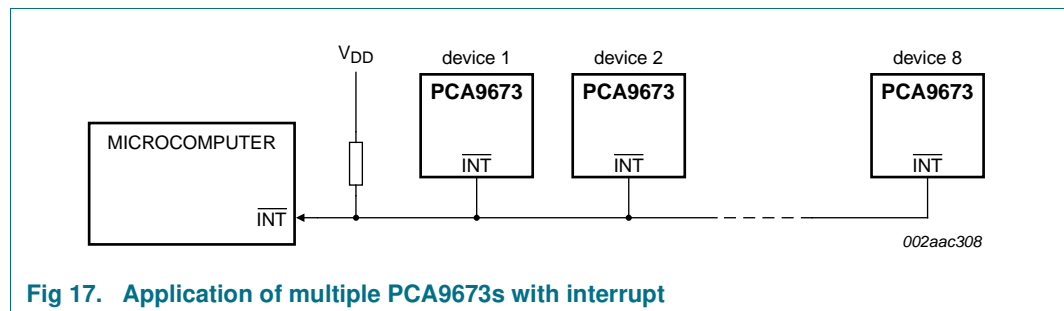 VDD
device 1
device 2
device 8
PCA9673
PCA9673
PCA9673
MICROCOMPUTER
INT
INT
INT
INT
002aac308
Fig 17. Application of multiple PCA9673s with interrupt